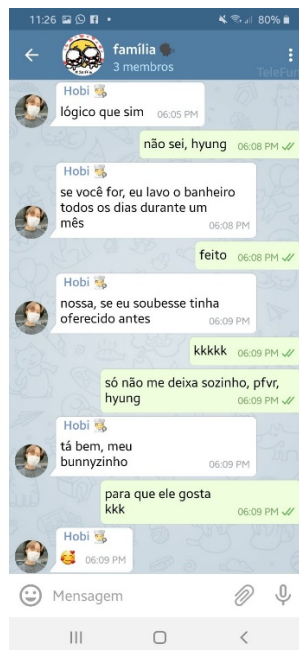 11:26 80%
família
3 membros
TeleFun
Hobi
lógico que sim 06:05 PM
não sei, hyung 06:08 PM
Hobi
se você for, eu lavo o banheiro
todos os dias durante um
mês 06:08 PM
feito 06:08 PM
Hobi
nossa, se eu soubesse tinha
oferecido antes 06:09 PM
kkkkk 06:09 PM
só não me deixa sozinho, pfvr,
hyung 06:09 PM
Hobi
tá bem, meu
bunnyzinho 06:09 PM
para que ele gosta
kkk 06:09 PM
Hobi
🥰 06:09 PM
Mensagem